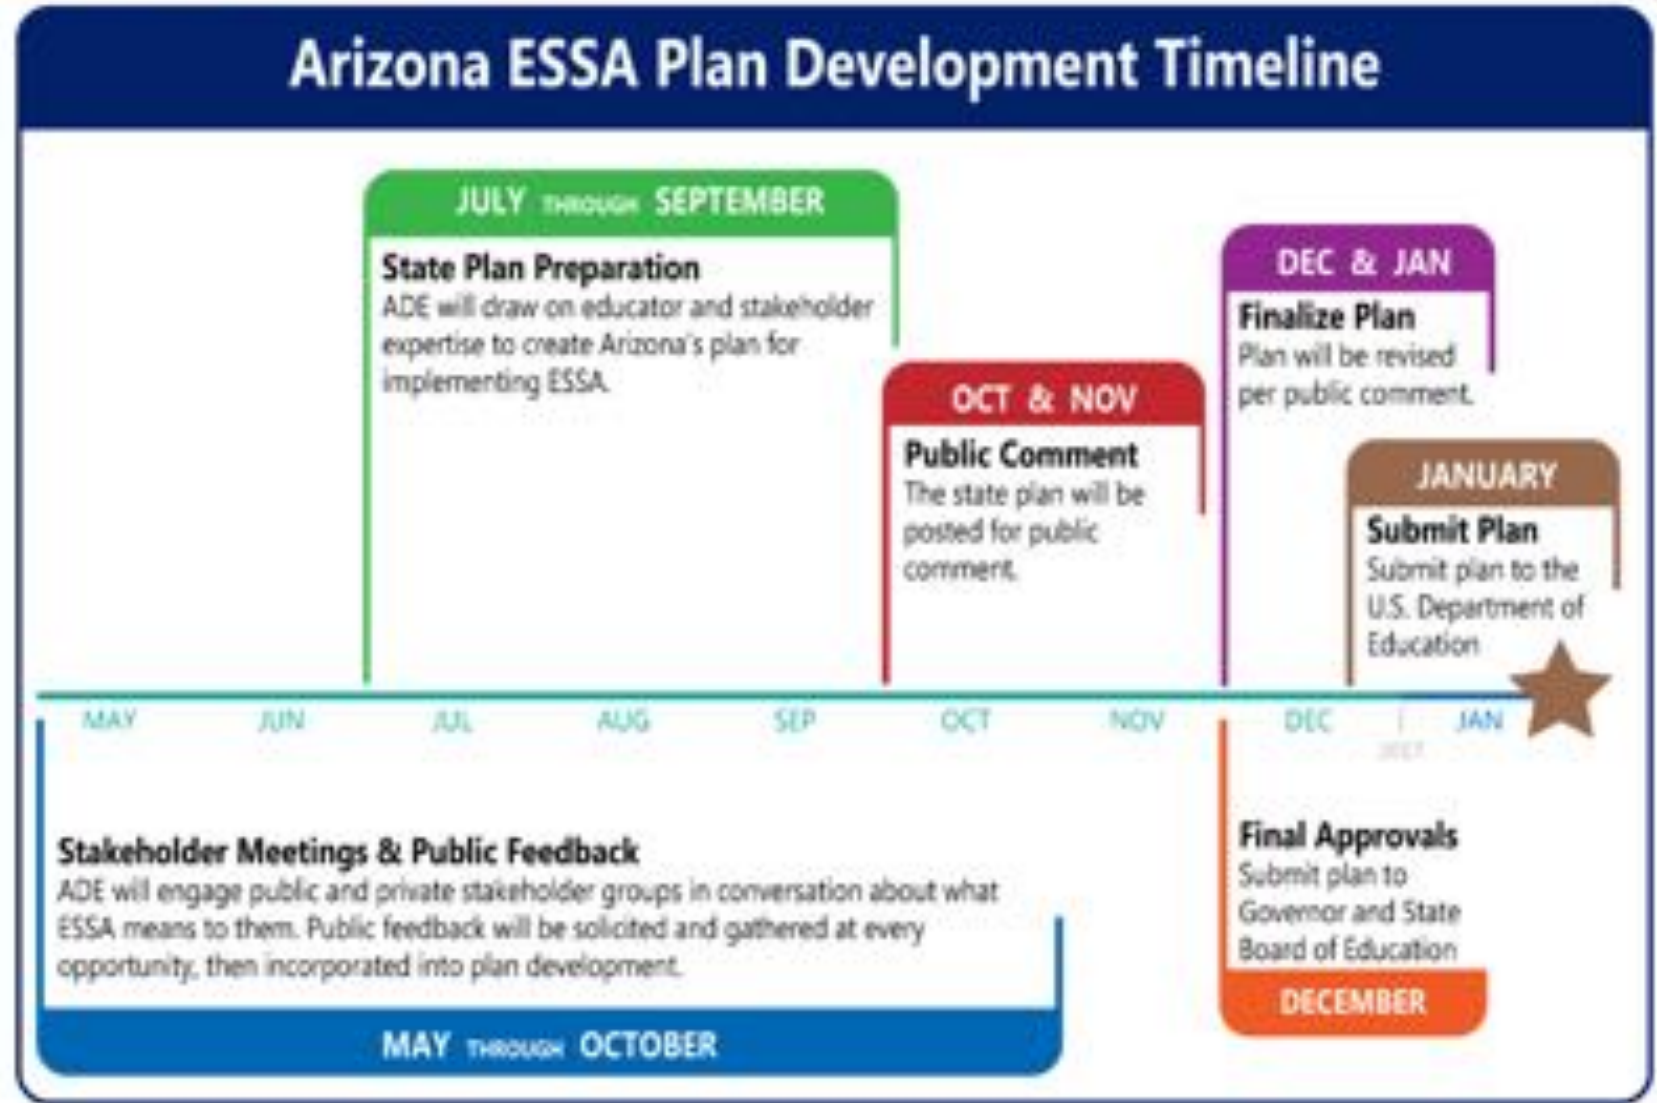 Arizona ESSA Plan Development Timeline
JULY THROUGH SEPTEMBER
State Plan Preparation
ADE will draw on educator and stakeholder
expertise to create Arizona's plan for
implementing ESSA.
OCT & NOV
Public Comment
The state plan will be
posted for public
comment.
DEC & JAN
Finalize Plan
Plan will be revised
per public comment.
JANUARY
Submit Plan
Submit plan to the
U.S. Department of
Education
MAY JUN JUL AUG SEP OCT NOV DEC JAN
2017
Stakeholder Meetings & Public Feedback
ADE will engage public and private stakeholder groups in conversation about what
ESSA means to them. Public feedback will be solicited and gathered at every
opportunity, then incorporated into plan development.
MAY THROUGH OCTOBER
Final Approvals
Submit plan to
Governor and State
Board of Education
DECEMBER